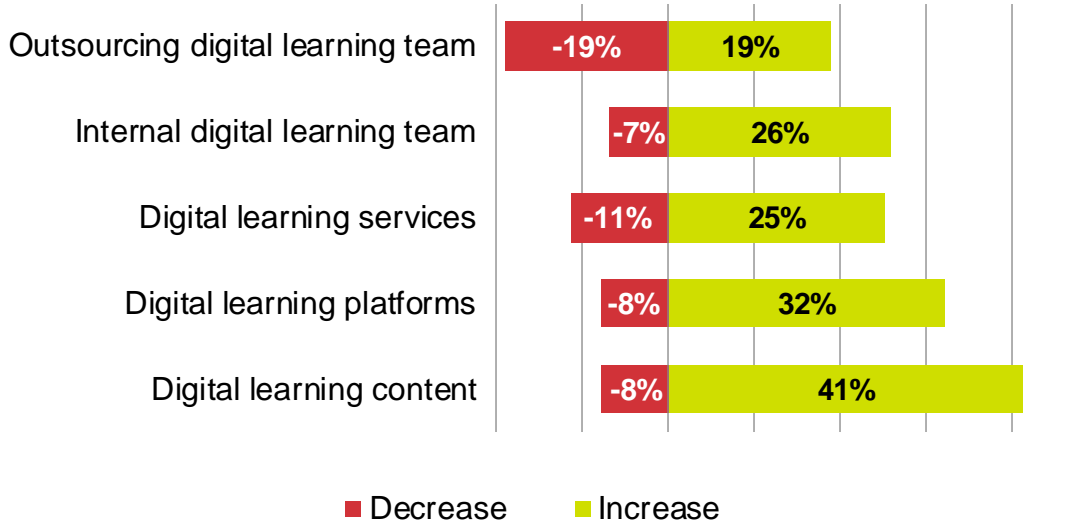 Outsourcing digital learning team -19% 19%
Internal digital learning team -7% 26%
Digital learning services -11% 25%
Digital learning platforms -8% 32%
Digital learning content -8% 41%
Decrease Increase